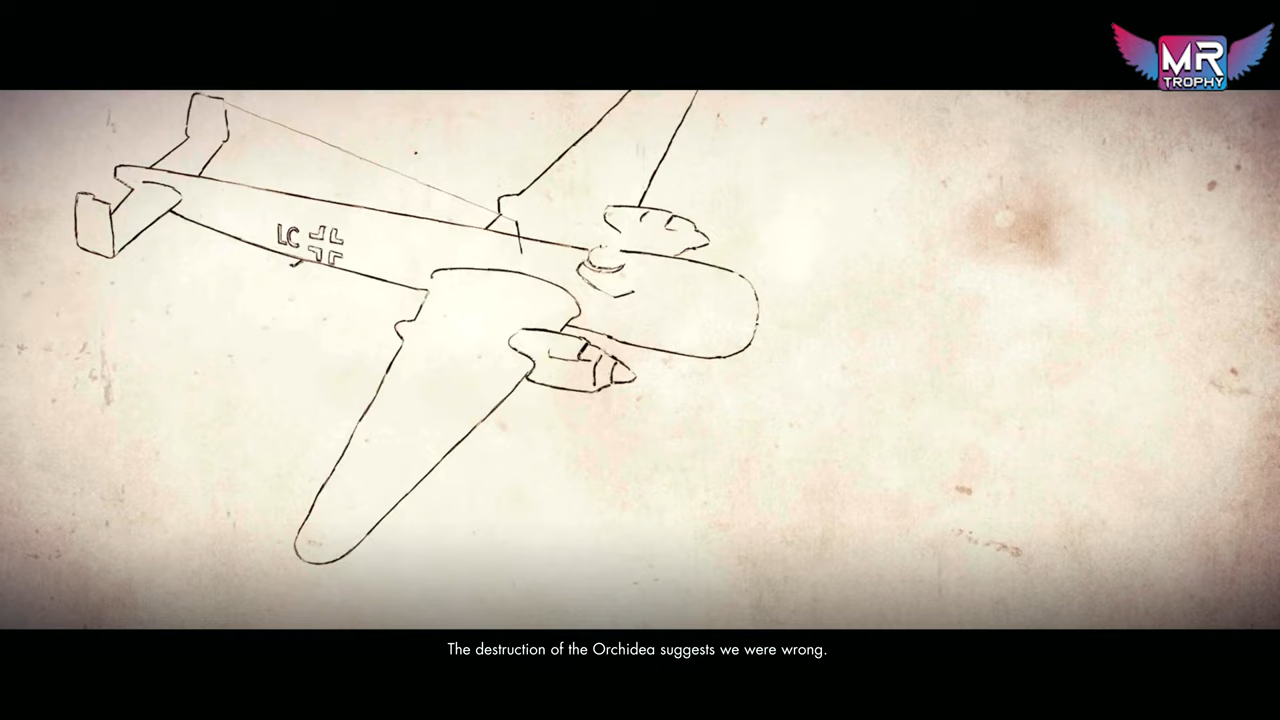 MR
TROPHY
LC
The destruction of the Orchidea suggests we were wrong.